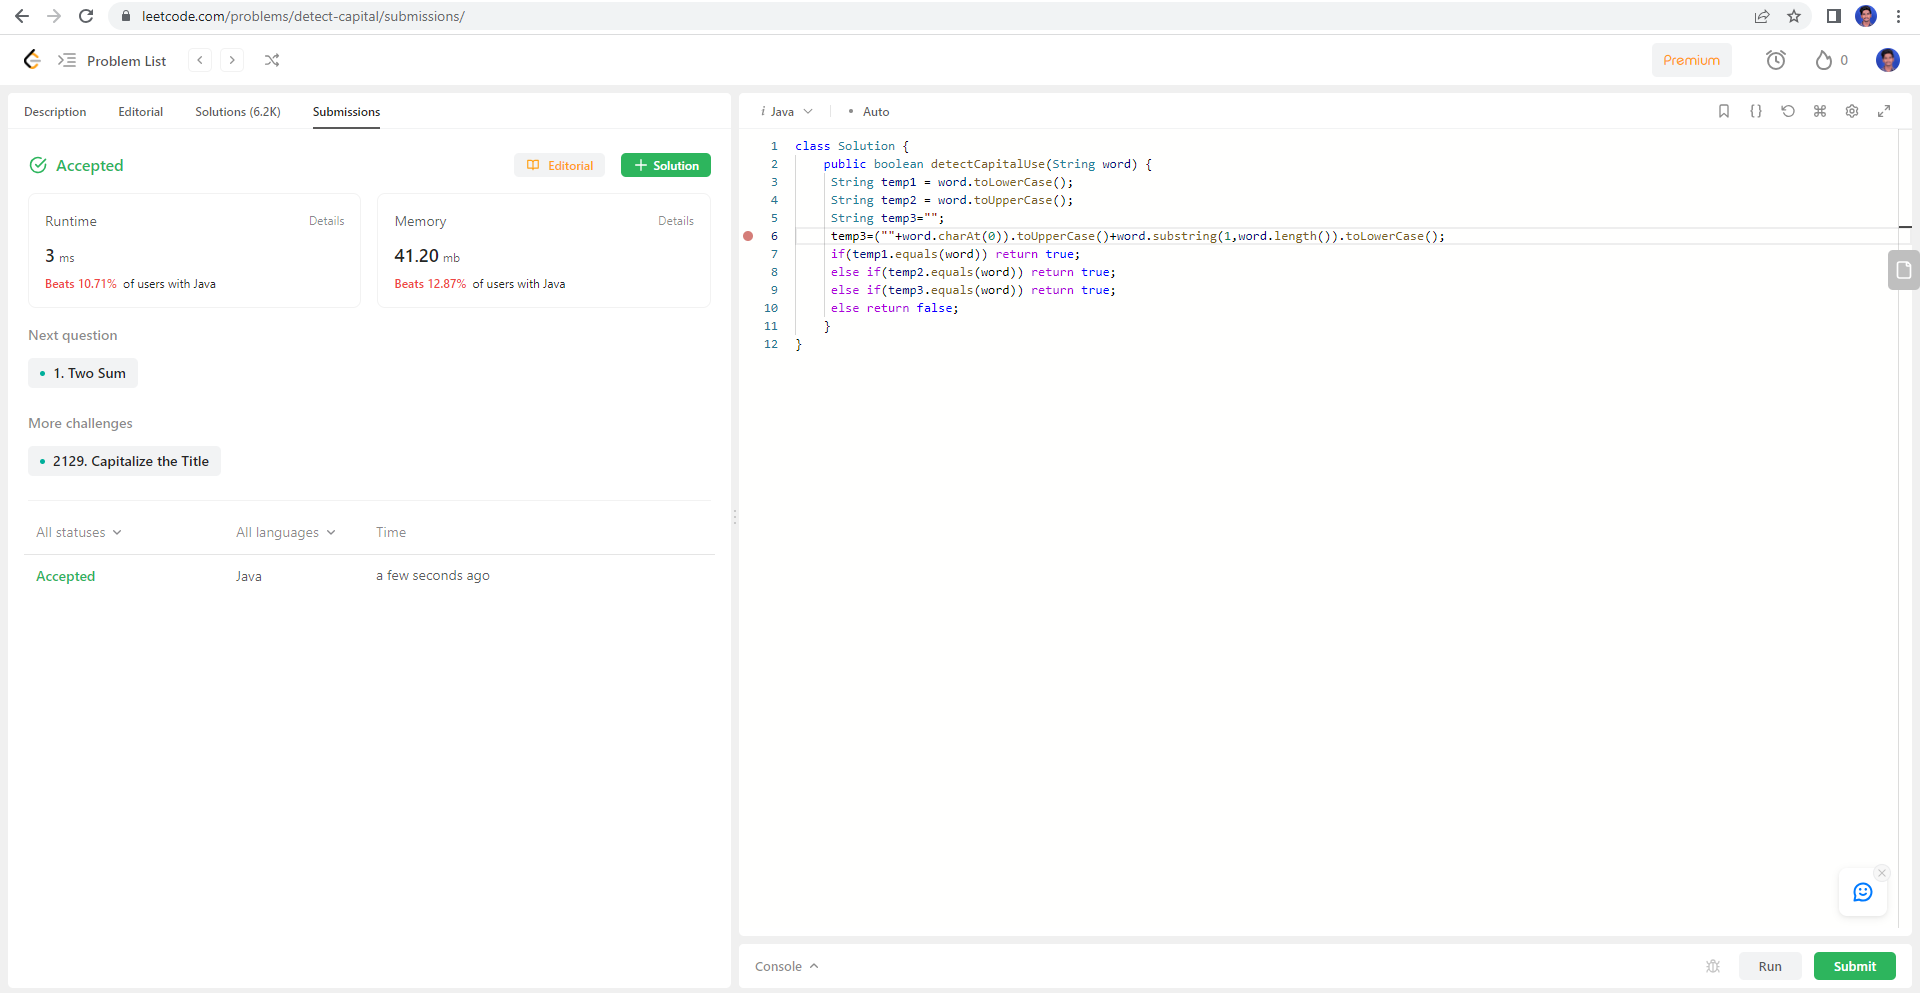 leetcode.com/problems/detect-capital/submissions/
Problem List
Premium
0
Description Editorial Solutions (6.2K) Submissions
Accepted
Editorial
Solution
Runtime Details
3 ms
Beats 10.71% of users with Java
Memory Details
41.20 mb
Beats 12.87% of users with Java
Next question
1. Two Sum
More challenges
2129. Capitalize the Title
All statuses All languages Time
Accepted Java a few seconds ago
i Java • Auto
1 class Solution {
2 public boolean detectCapitalUse(String word) {
3 String temp1 = word.toLowerCase();
4 String temp2 = word.toUpperCase();
5 String temp3="";
6 temp3=(""+word.charAt(0)).toUpperCase()+word.substring(1,word.length()).toLowerCase();
7 if(temp1.equals(word)) return true;
8 else if(temp2.equals(word)) return true;
9 else if(temp3.equals(word)) return true;
10 else return false;
11 }
12 }
Console
Run
Submit